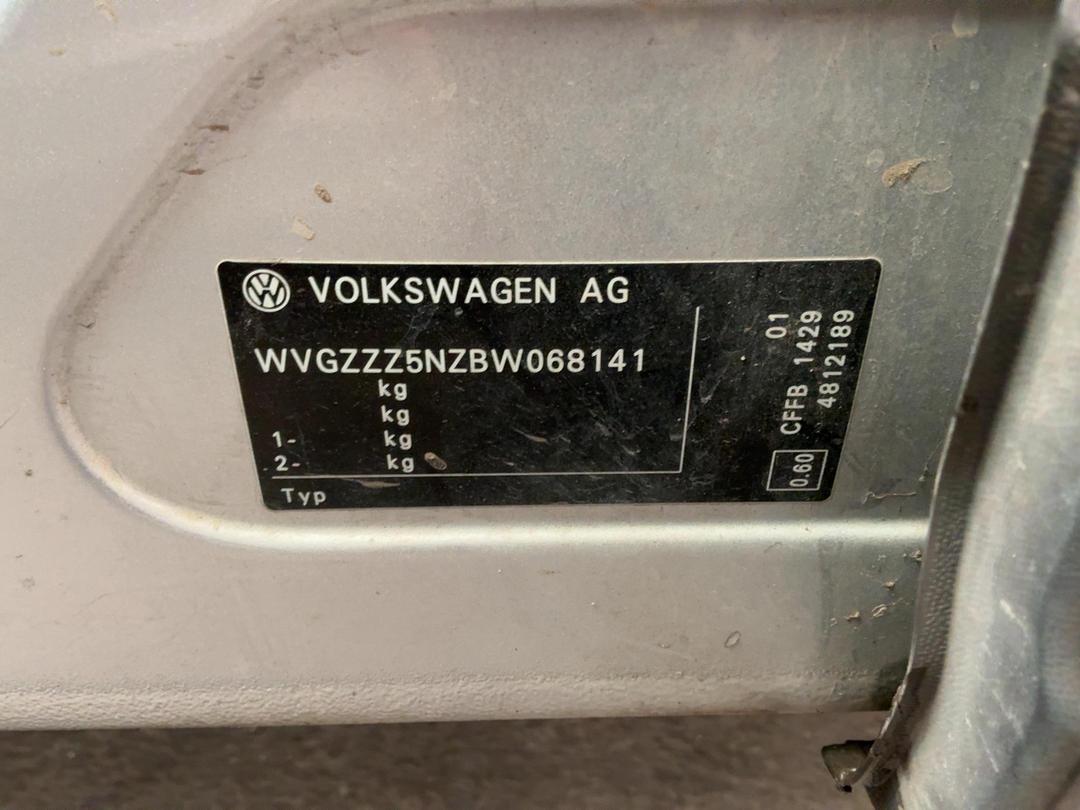 VOLKSWAGEN AG
WVGZZZ5NZBW068141
kg
kg
1- kg
2- kg
Typ
01
CFFB 1429
4812189
0.60